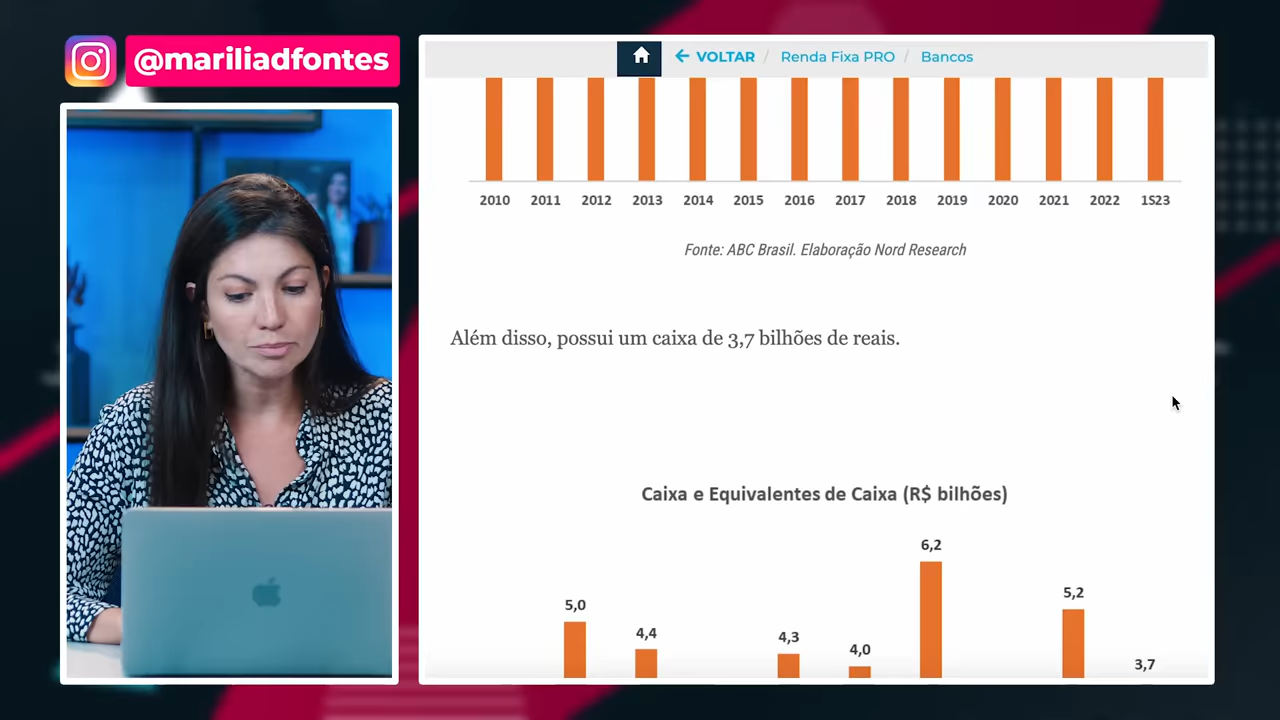 @mariliadfontes
VOLTAR / Renda Fixa PRO / Bancos
2010 2011 2012 2013 2014 2015 2016 2017 2018 2019 2020 2021 2022 1S23
Fonte: ABC Brasil. Elaboração Nord Research
Além disso, possui um caixa de 3,7 bilhões de reais.
Caixa e Equivalentes de Caixa (R$ bilhões)
6,2
5,2
5,0
4,4
4,3
4,0
3,7